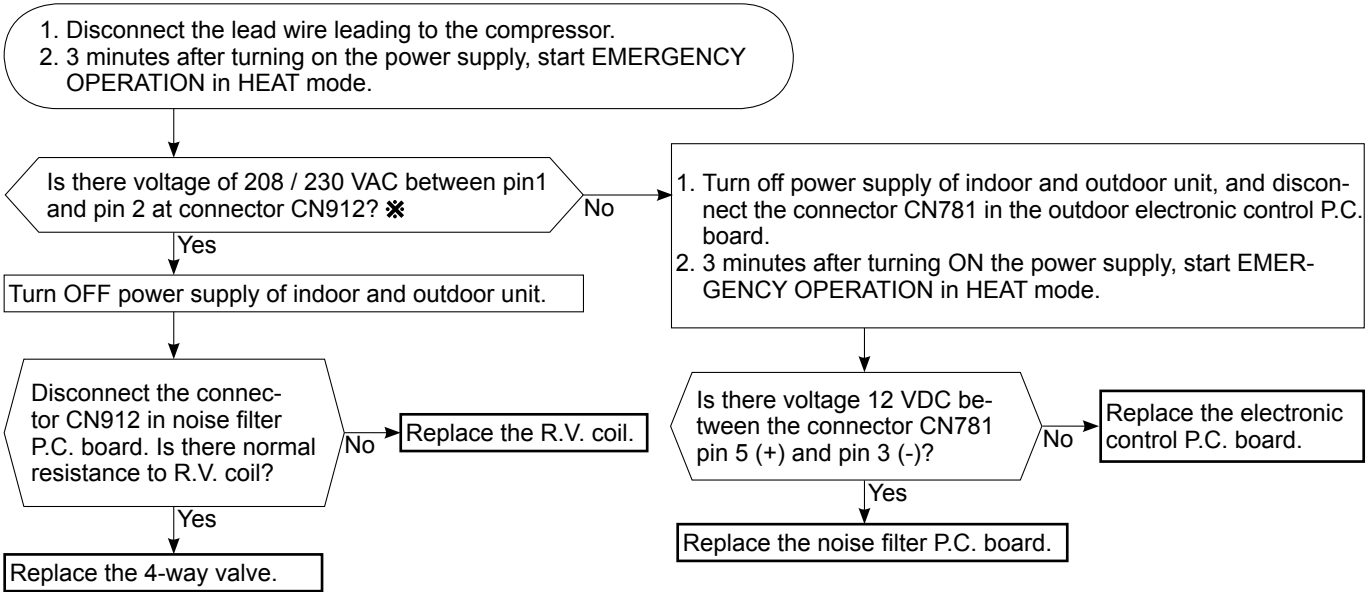 1. Disconnect the lead wire leading to the compressor.
2. 3 minutes after turning on the power supply, start EMERGENCY
OPERATION in HEAT mode.
Is there voltage of 208 / 230 VAC between pin1
and pin 2 at connector CN912? ※
No
Yes
Turn OFF power supply of indoor and outdoor unit.
Disconnect the connec-
tor CN912 in noise filter
P.C. board. Is there normal
resistance to R.V. coil?
No
Replace the R.V. coil.
Yes
Replace the 4-way valve.
1. Turn off power supply of indoor and outdoor unit, and discon-
nect the connector CN781 in the outdoor electronic control P.C.
board.
2. 3 minutes after turning ON the power supply, start EMER-
GENCY OPERATION in HEAT mode.
Is there voltage 12 VDC be-
tween the connector CN781
pin 5 (+) and pin 3 (-)?
No
Replace the electronic
control P.C. board.
Yes
Replace the noise filter P.C. board.